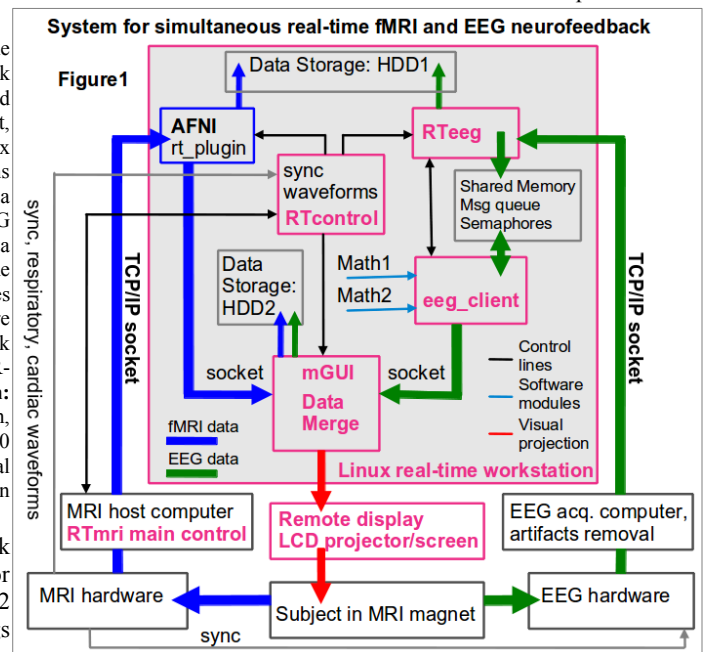 System for simultaneous real-time fMRI and EEG neurofeedback
Figure1
Data Storage: HDD1
AFNI
rt_plugin
RTeeg
sync
waveforms
RTcontrol
Shared Memory
Msg queue
Semaphores
Data
Storage:
HDD2
Math1
Math2
eeg_client
sync, respiratory, cardiac waveforms
TCP/IP socket
TCP/IP socket
socket
mGUI
Data
Merge
socket
Control
lines
Software
modules
Visual
projection
fMRI data
EEG data
Linux real-time workstation
MRI host computer
RTmri main control
Remote display
LCD projector/screen
EEG acq. computer,
artifacts removal
MRI hardware
Subject in MRI magnet
EEG hardware
sync